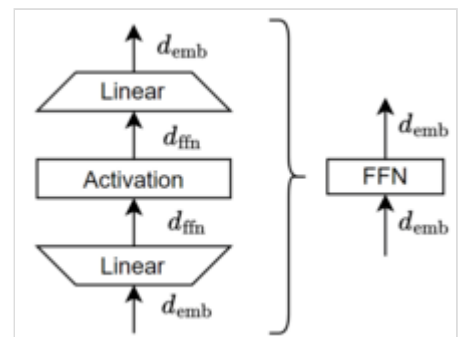 d_emb
Linear
d_ffn
Activation
d_ffn
Linear
d_emb
d_emb
FFN
d_emb